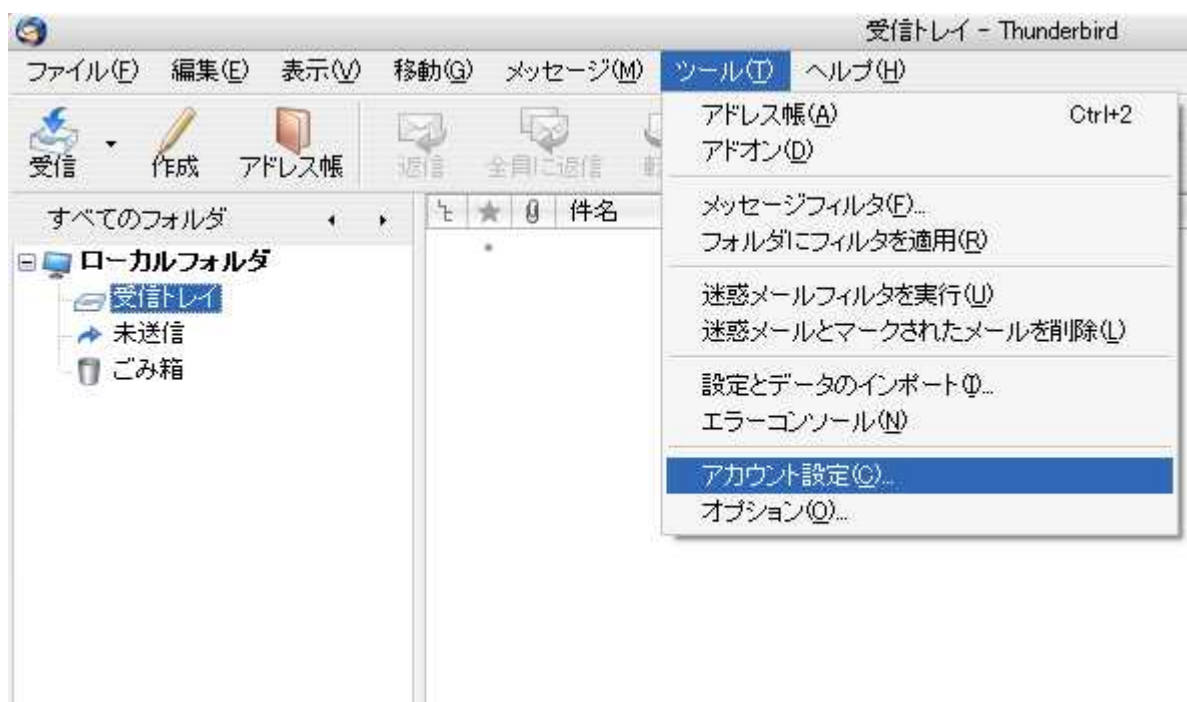 受信トレイ - Thunderbird
ファイル(F) 編集(E) 表示(V) 移動(G) メッセージ(M) ツール(T) ヘルプ(H)
受信 作成 アドレス帳 返信 全員に返信
すべてのフォルダ
件名
ローカルフォルダ
受信トレイ
未送信
ごみ箱
アドレス帳(A) Ctrl+2
アドオン(D)
メッセージフィルタ(F)...
フォルダにフィルタを適用(R)
迷惑メールフィルタを実行(U)
迷惑メールとマークされたメールを削除(L)
設定とデータのインポート(I)...
エラーコンソール(N)
アカウント設定(C)...
オプション(O)...